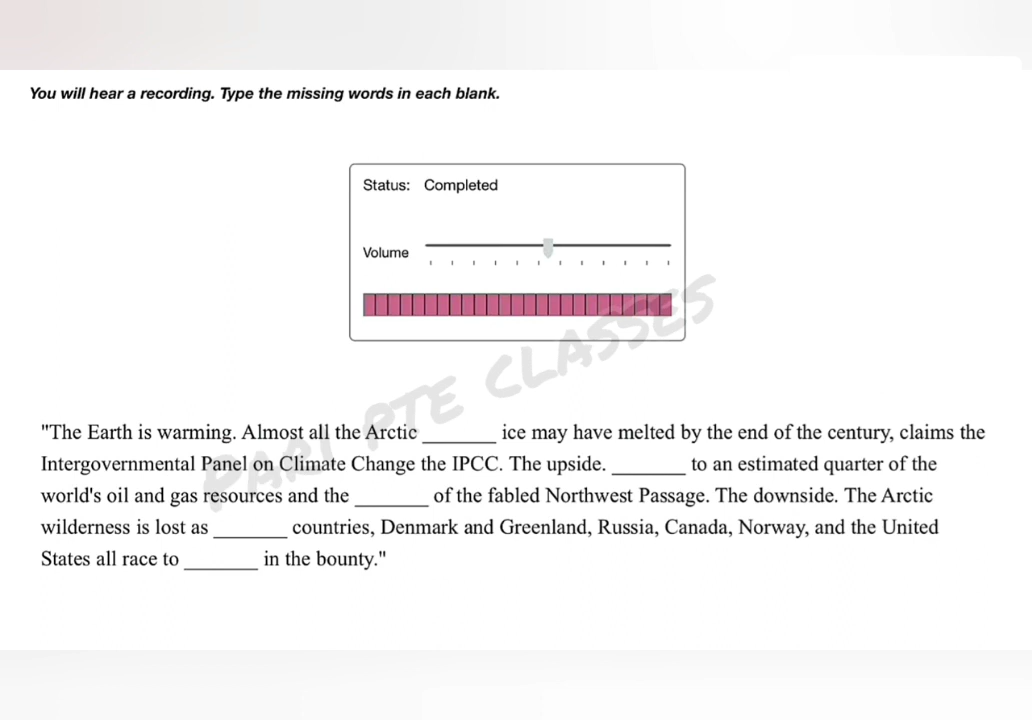 You will hear a recording. Type the missing words in each blank.
Status: Completed
Volume
PARI PTE CLASSES
"The Earth is warming. Almost all the Arctic _______ ice may have melted by the end of the century, claims the
Intergovernmental Panel on Climate Change the IPCC. The upside. _______ to an estimated quarter of the
world's oil and gas resources and the _______ of the fabled Northwest Passage. The downside. The Arctic
wilderness is lost as _______ countries, Denmark and Greenland, Russia, Canada, Norway, and the United
States all race to _______ in the bounty."